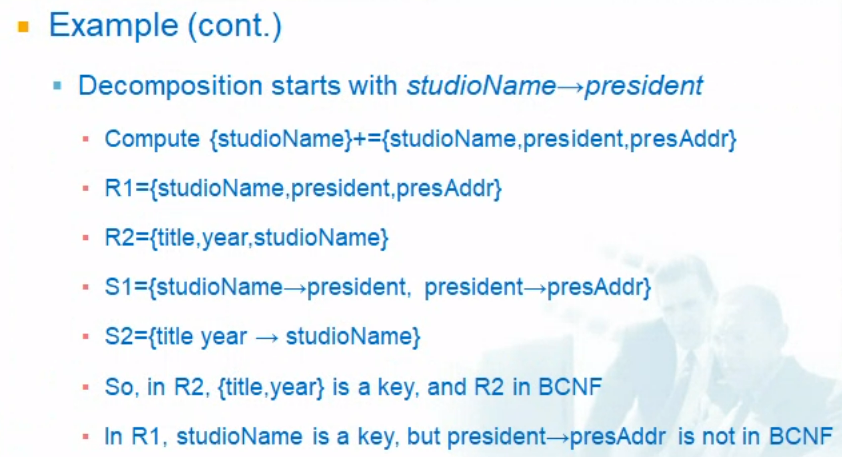 Example (cont.)
Decomposition starts with studioName→president
Compute {studioName}+={studioName,president,presAddr}
R1={studioName,president,presAddr}
R2={title,year,studioName}
S1={studioName→president, president→presAddr}
S2={title year → studioName}
So, in R2, {title,year} is a key, and R2 in BCNF
In R1, studioName is a key, but president→presAddr is not in BCNF